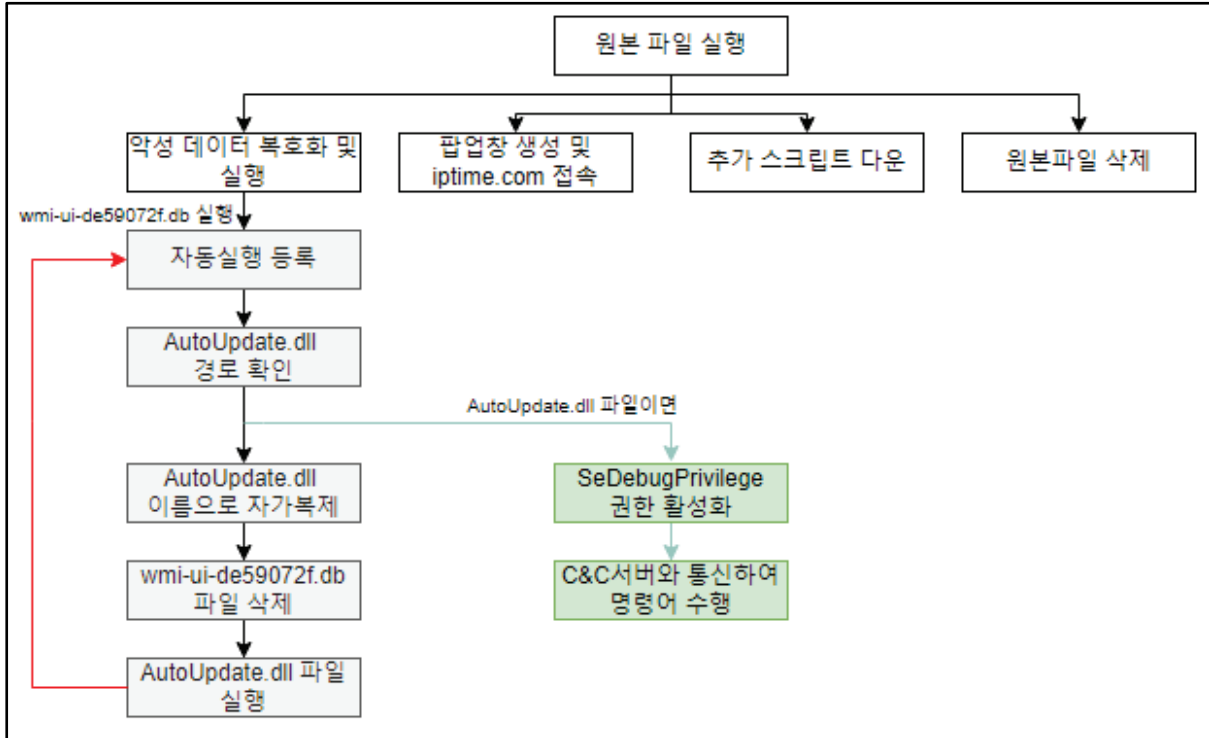 원본 파일 실행
악성 데이터 복호화 및
실행
팝업창 생성 및
iptime.com 접속
추가 스크립트 다운
원본파일 삭제
wmi-ui-de59072f.db 실행
자동실행 등록
AutoUpdate.dll
경로 확인
AutoUpdate.dll 파일이면
AutoUpdate.dll
이름으로 자가복제
SeDebugPrivilege
권한 활성화
wmi-ui-de59072f.db
파일 삭제
C&C서버와 통신하여
명령어 수행
AutoUpdate.dll 파일
실행